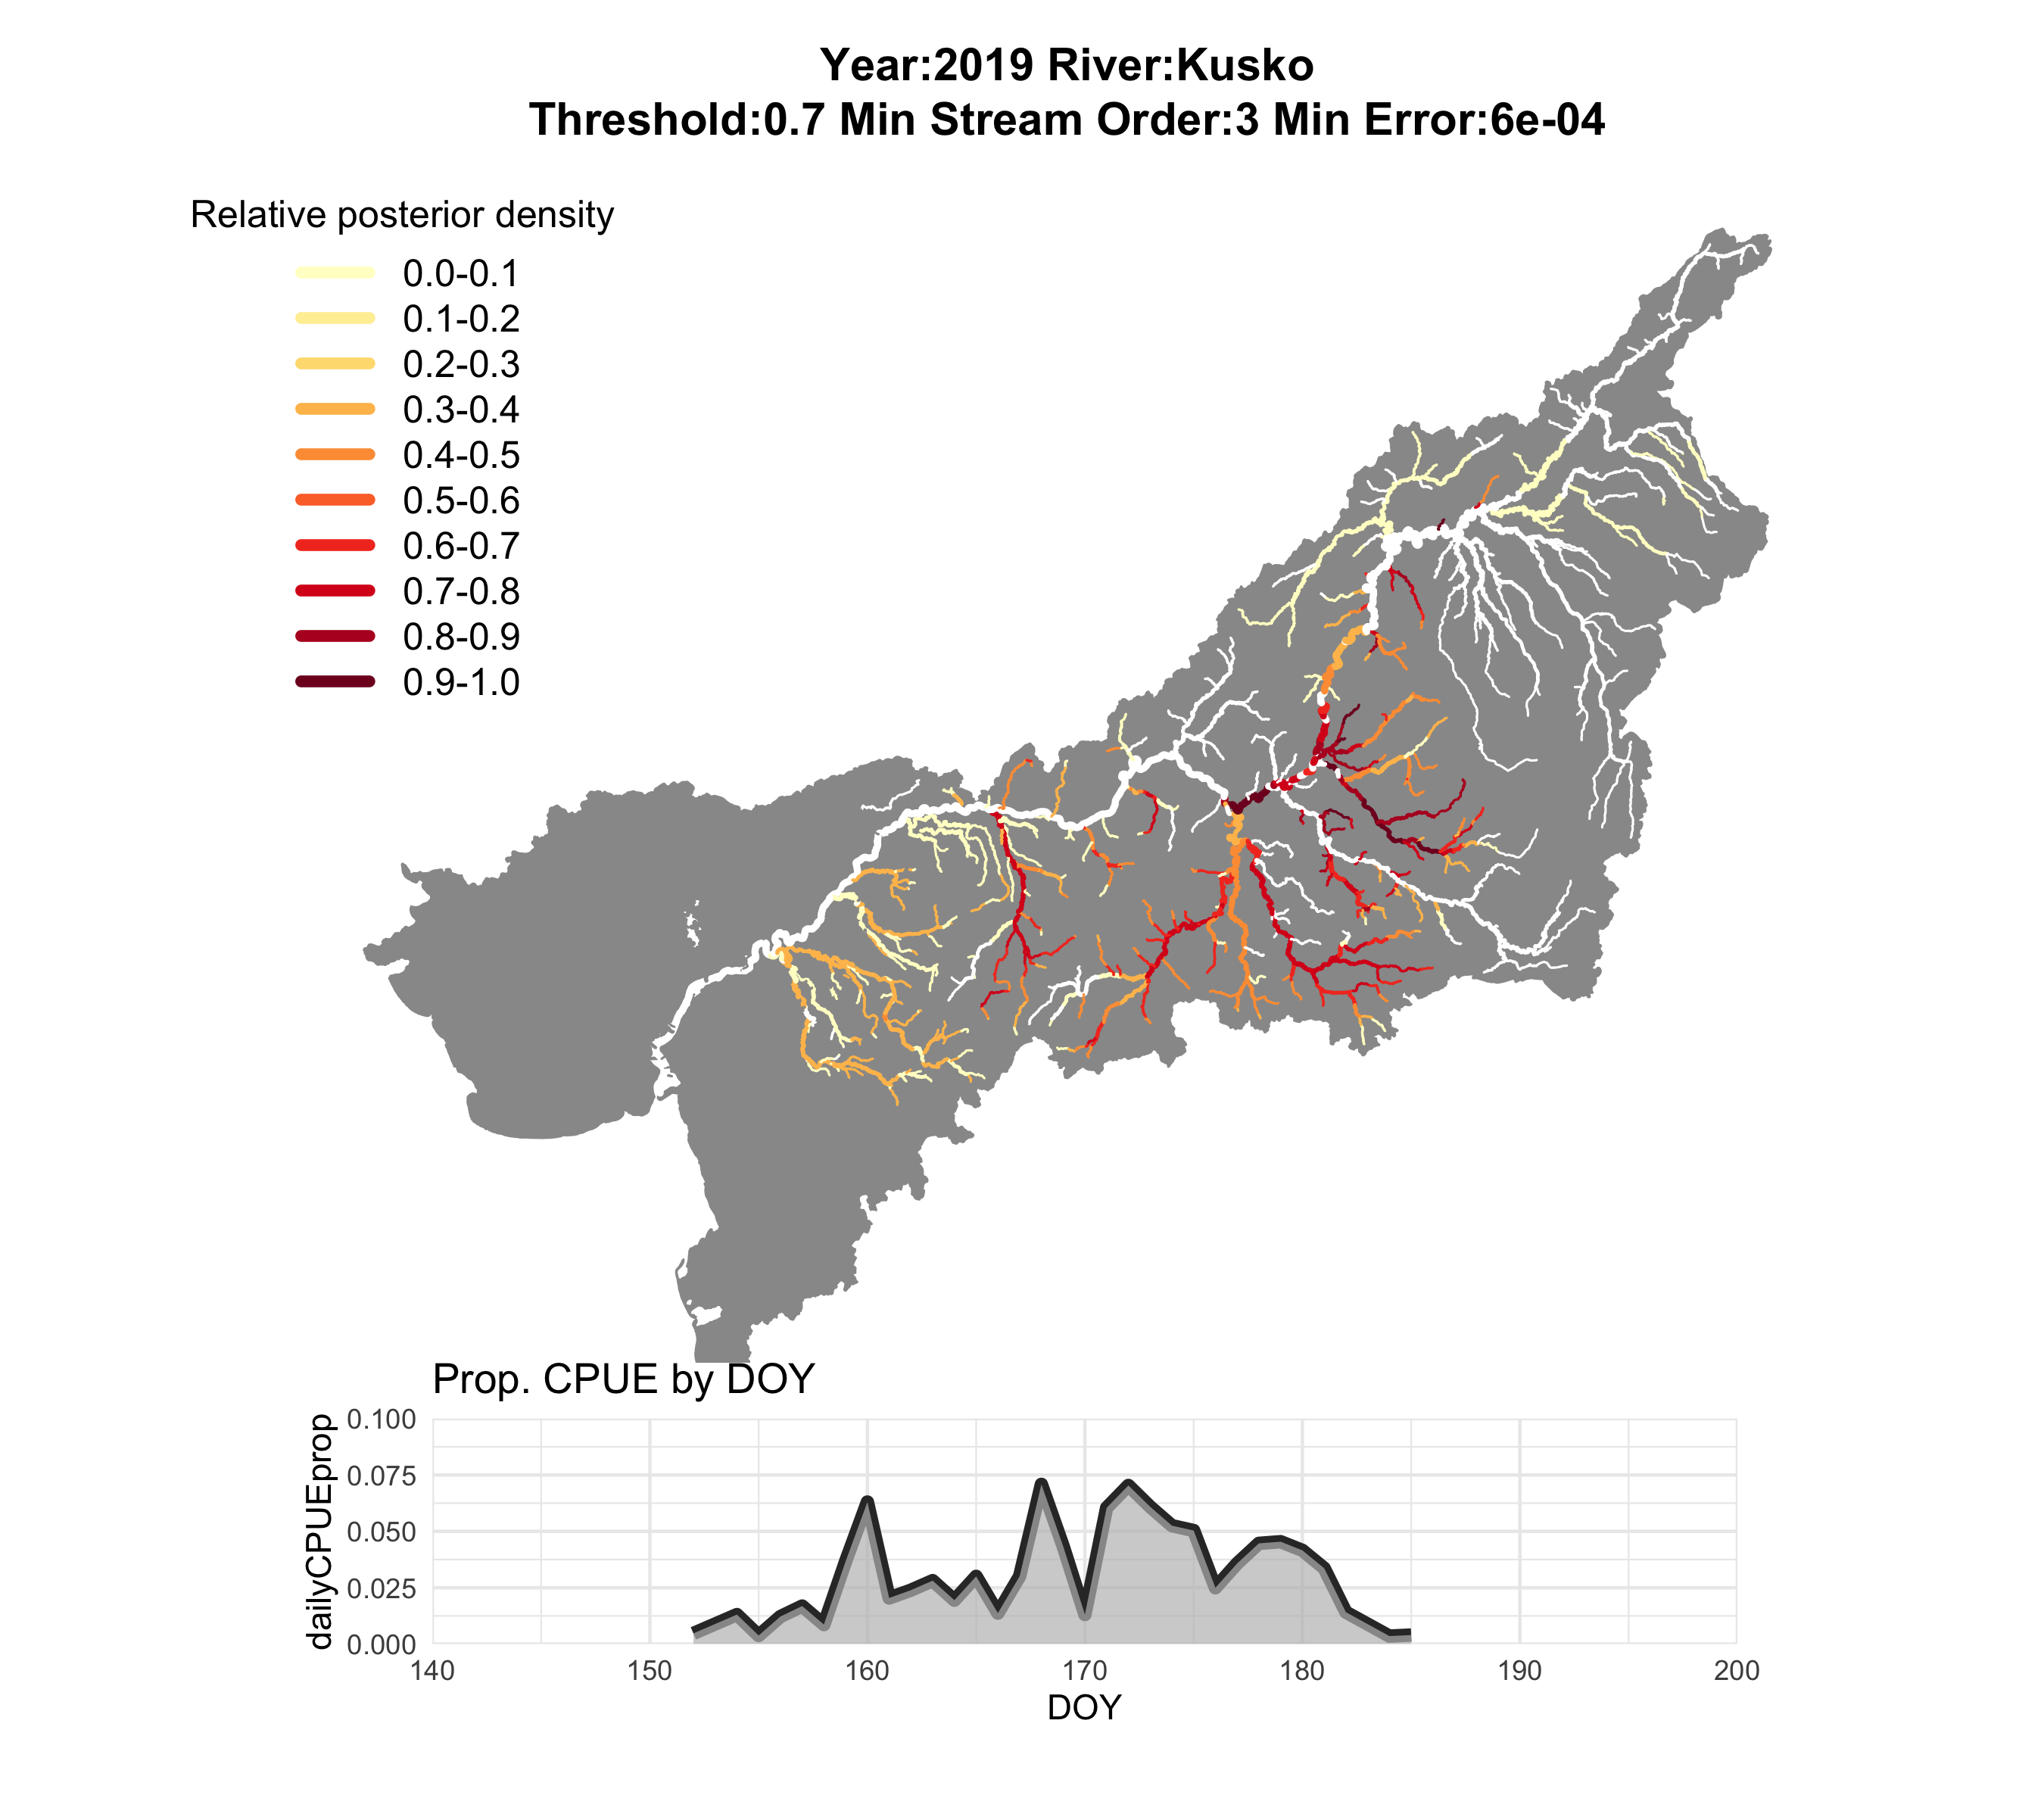 Year:2019 River:Kusko
Threshold:0.7 Min Stream Order:3 Min Error:6e-04
Relative posterior density
0.0-0.1
0.1-0.2
0.2-0.3
0.3-0.4
0.4-0.5
0.5-0.6
0.6-0.7
0.7-0.8
0.8-0.9
0.9-1.0
Prop. CPUE by DOY
dailyCPUEprop
0.100
0.075
0.050
0.025
0.000
140 150 160 170 180 190 200
DOY